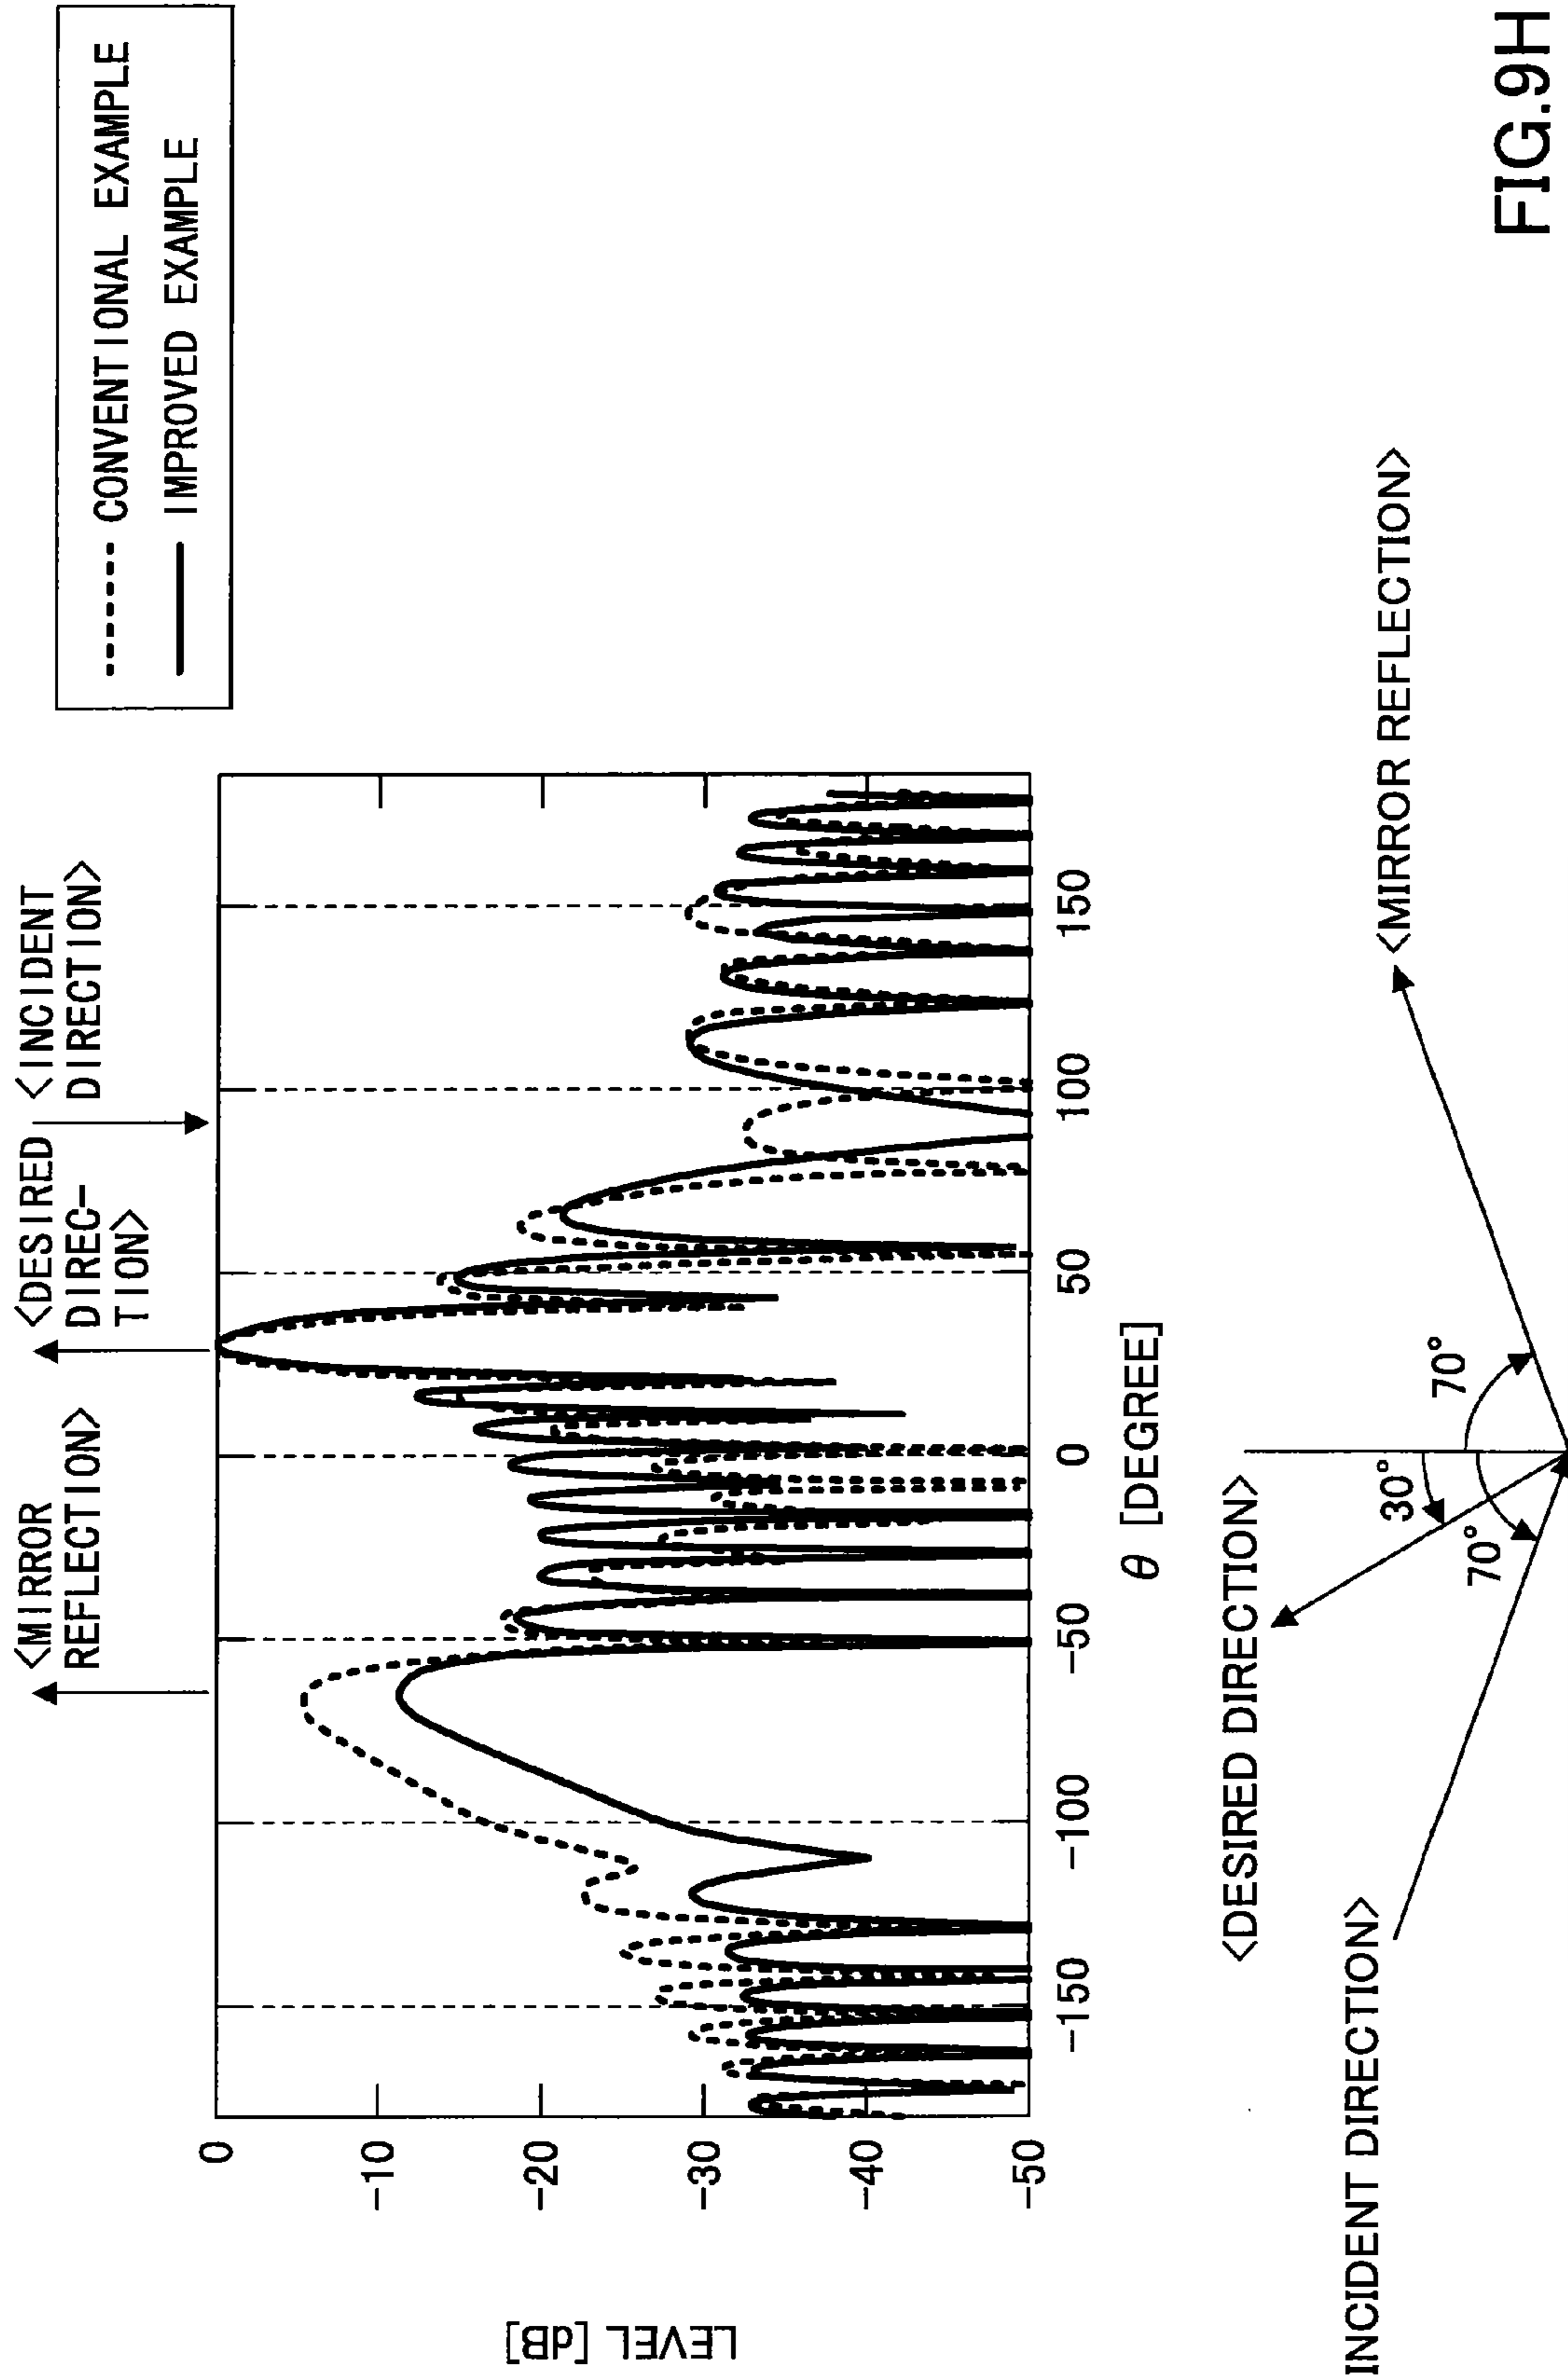 CONVENTIONAL EXAMPLE
IMPROVED EXAMPLE
<MIRROR
REFLECTION>
<DESIRED
DIREC-
TION>
<INCIDENT
DIRECTION>
LEVEL [dB]
0
-10
-20
-30
-40
-50
-150
-100
-50
0
50
100
150
θ [DEGREE]
<DESIRED DIRECTION>
INCIDENT DIRECTION>
<MIRROR REFLECTION>
30°
70°
70°
FIG.9H